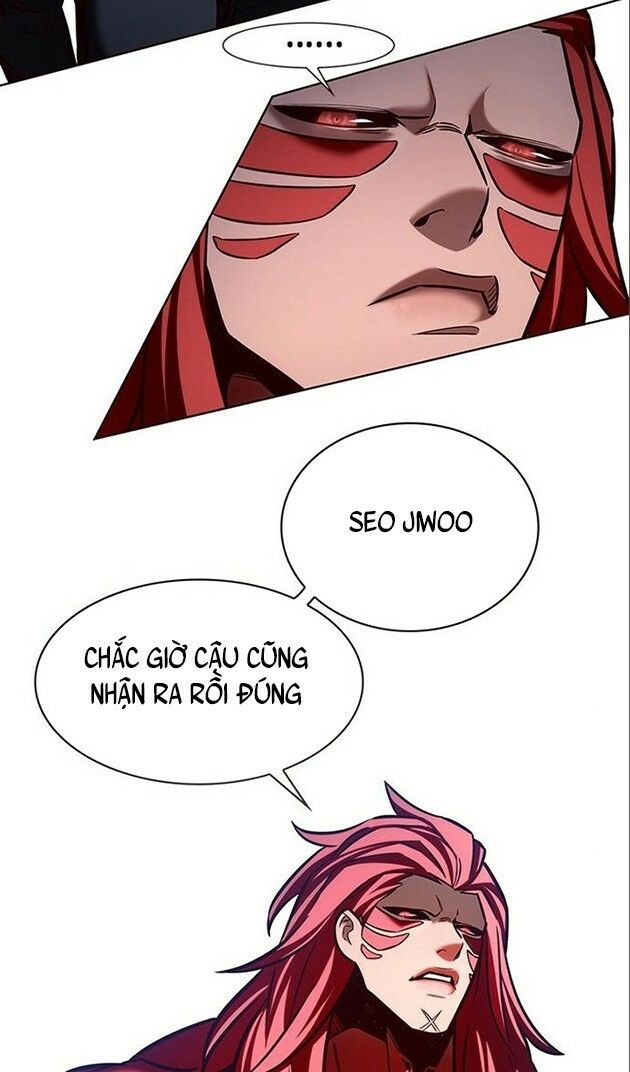 ......
SEO JIWOO
CHẮC GIỜ CẬU CŨNG
NHẬN RA RỒI ĐÚNG